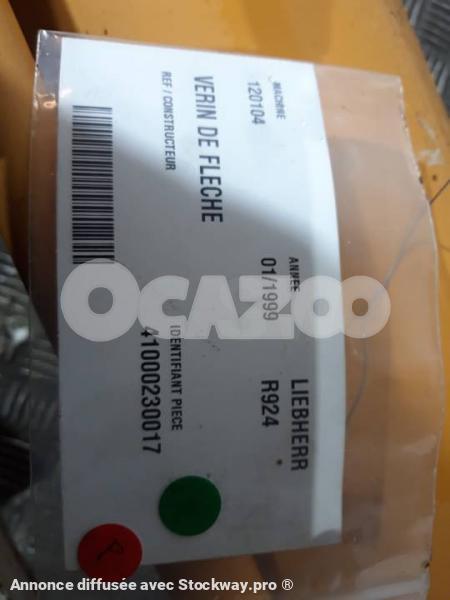 MACHINE
120104
ANNEE
01/1999
LIEBHERR
R924
VERIN DE FLECHE
REF / CONSTRUCTEUR
IDENTIFIANT PIECE
41000230017
P
OCAZOO
Annonce diffusée avec Stockway.pro ®